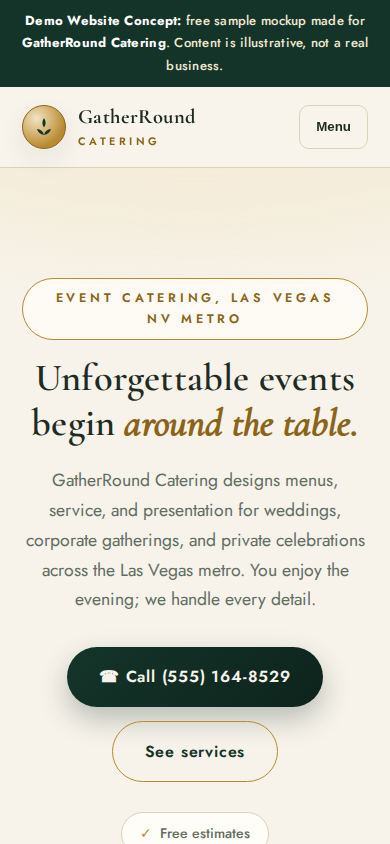 Demo Website Concept: free sample mockup made for
GatherRound Catering. Content is illustrative, not a real
business.
GatherRound
CATERING
Menu
EVENT CATERING, LAS VEGAS
NV METRO
Unforgettable events
begin around the table.
GatherRound Catering designs menus,
service, and presentation for weddings,
corporate gatherings, and private celebrations
across the Las Vegas metro. You enjoy the
evening; we handle every detail.
☎ Call (555) 164-8529
See services
✓ Free estimates